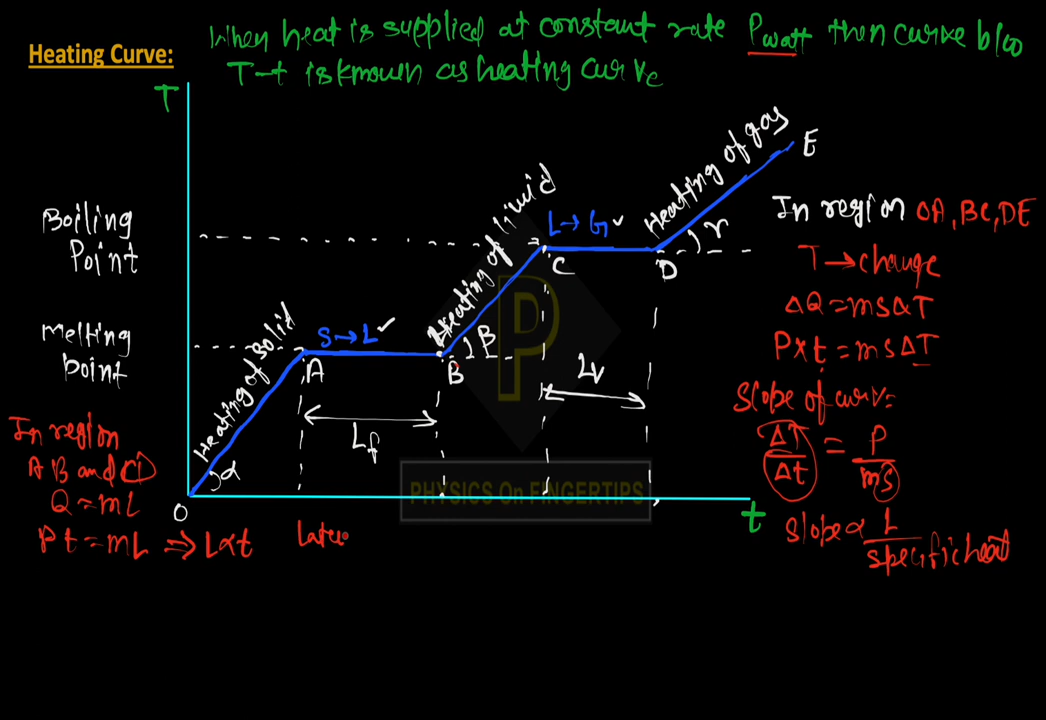 Heating Curve:
When heat is supplied at constant rate Pwatt then curve b/w
T-t is known as heating curve
T
Boiling
Point
Melting
point
Heating of solid
S→L ✓
A
Heating of liquid
B
β
L→G ✓
C
Heating of gas
D
γ
E
α
O
Lf
Lv
t
PHYSICS On FINGERTIPS
In region
AB and CD
Q = mL
Pt = mL ⇒ L∝t
Late
In region OA, BC, DE
T→change
ΔQ = msΔT
P×t = msΔT
Slope of curve
ΔT/Δt = P/ms
Slope ∝ 1/specific heat